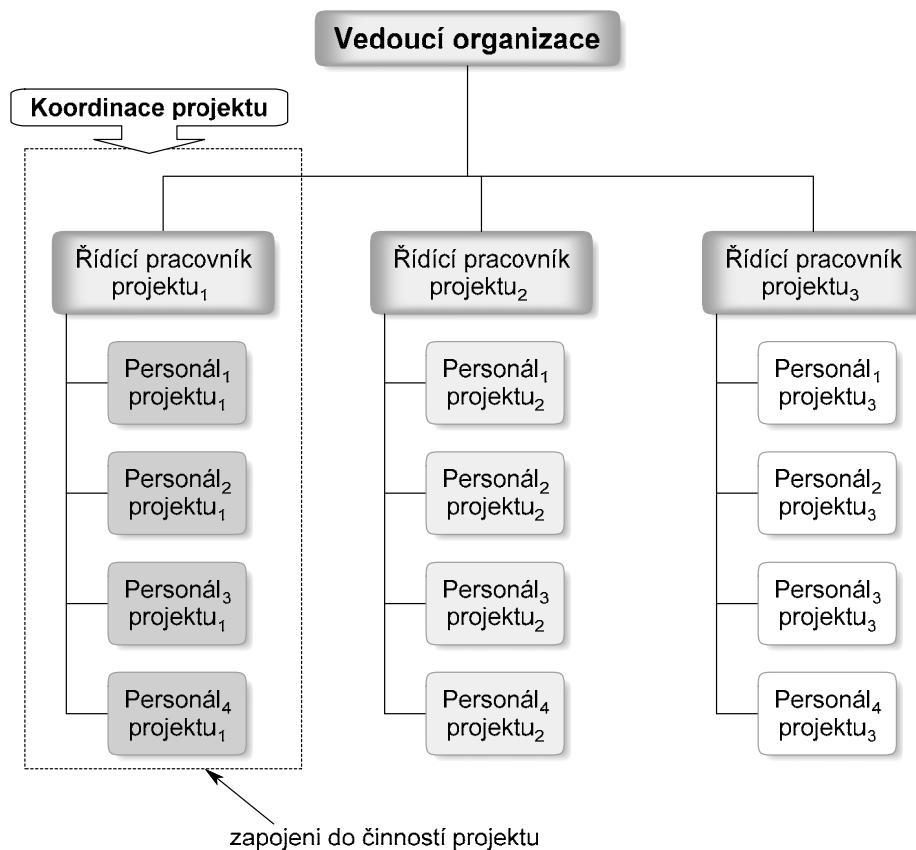 Vedoucí organizace
Koordinace projektu
Řídící pracovník
projektu₁
Řídící pracovník
projektu₂
Řídící pracovník
projektu₃
Personál₁
projektu₁
Personál₁
projektu₂
Personál₁
projektu₃
Personál₂
projektu₁
Personál₂
projektu₂
Personál₂
projektu₃
Personál₃
projektu₁
Personál₃
projektu₂
Personál₃
projektu₃
Personál₄
projektu₁
Personál₄
projektu₂
Personál₄
projektu₃
zapojeni do činností projektu